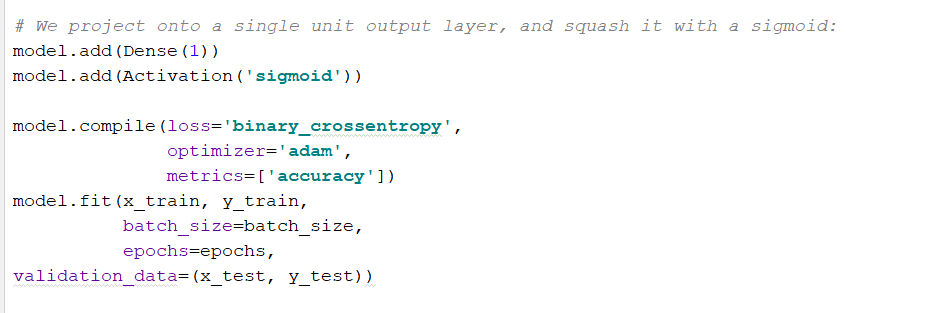 # We project onto a single unit output layer, and squash it with a sigmoid:
model.add(Dense(1))
model.add(Activation('sigmoid'))

model.compile(loss='binary_crossentropy',
              optimizer='adam',
              metrics=['accuracy'])
model.fit(x_train, y_train,
          batch_size=batch_size,
          epochs=epochs,
validation_data=(x_test, y_test))